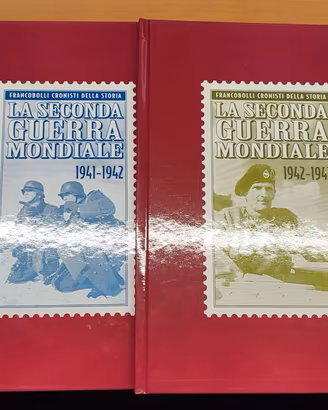 FRANCOBOLLI CRONISTI DELLA STORIA
LA SECONDA
GUERRA
MONDIALE
1941-1942
FRANCOBOLLI CRONISTI DELLA STORIA
LA SECONDA
GUERRA
MONDIALE
1942-194